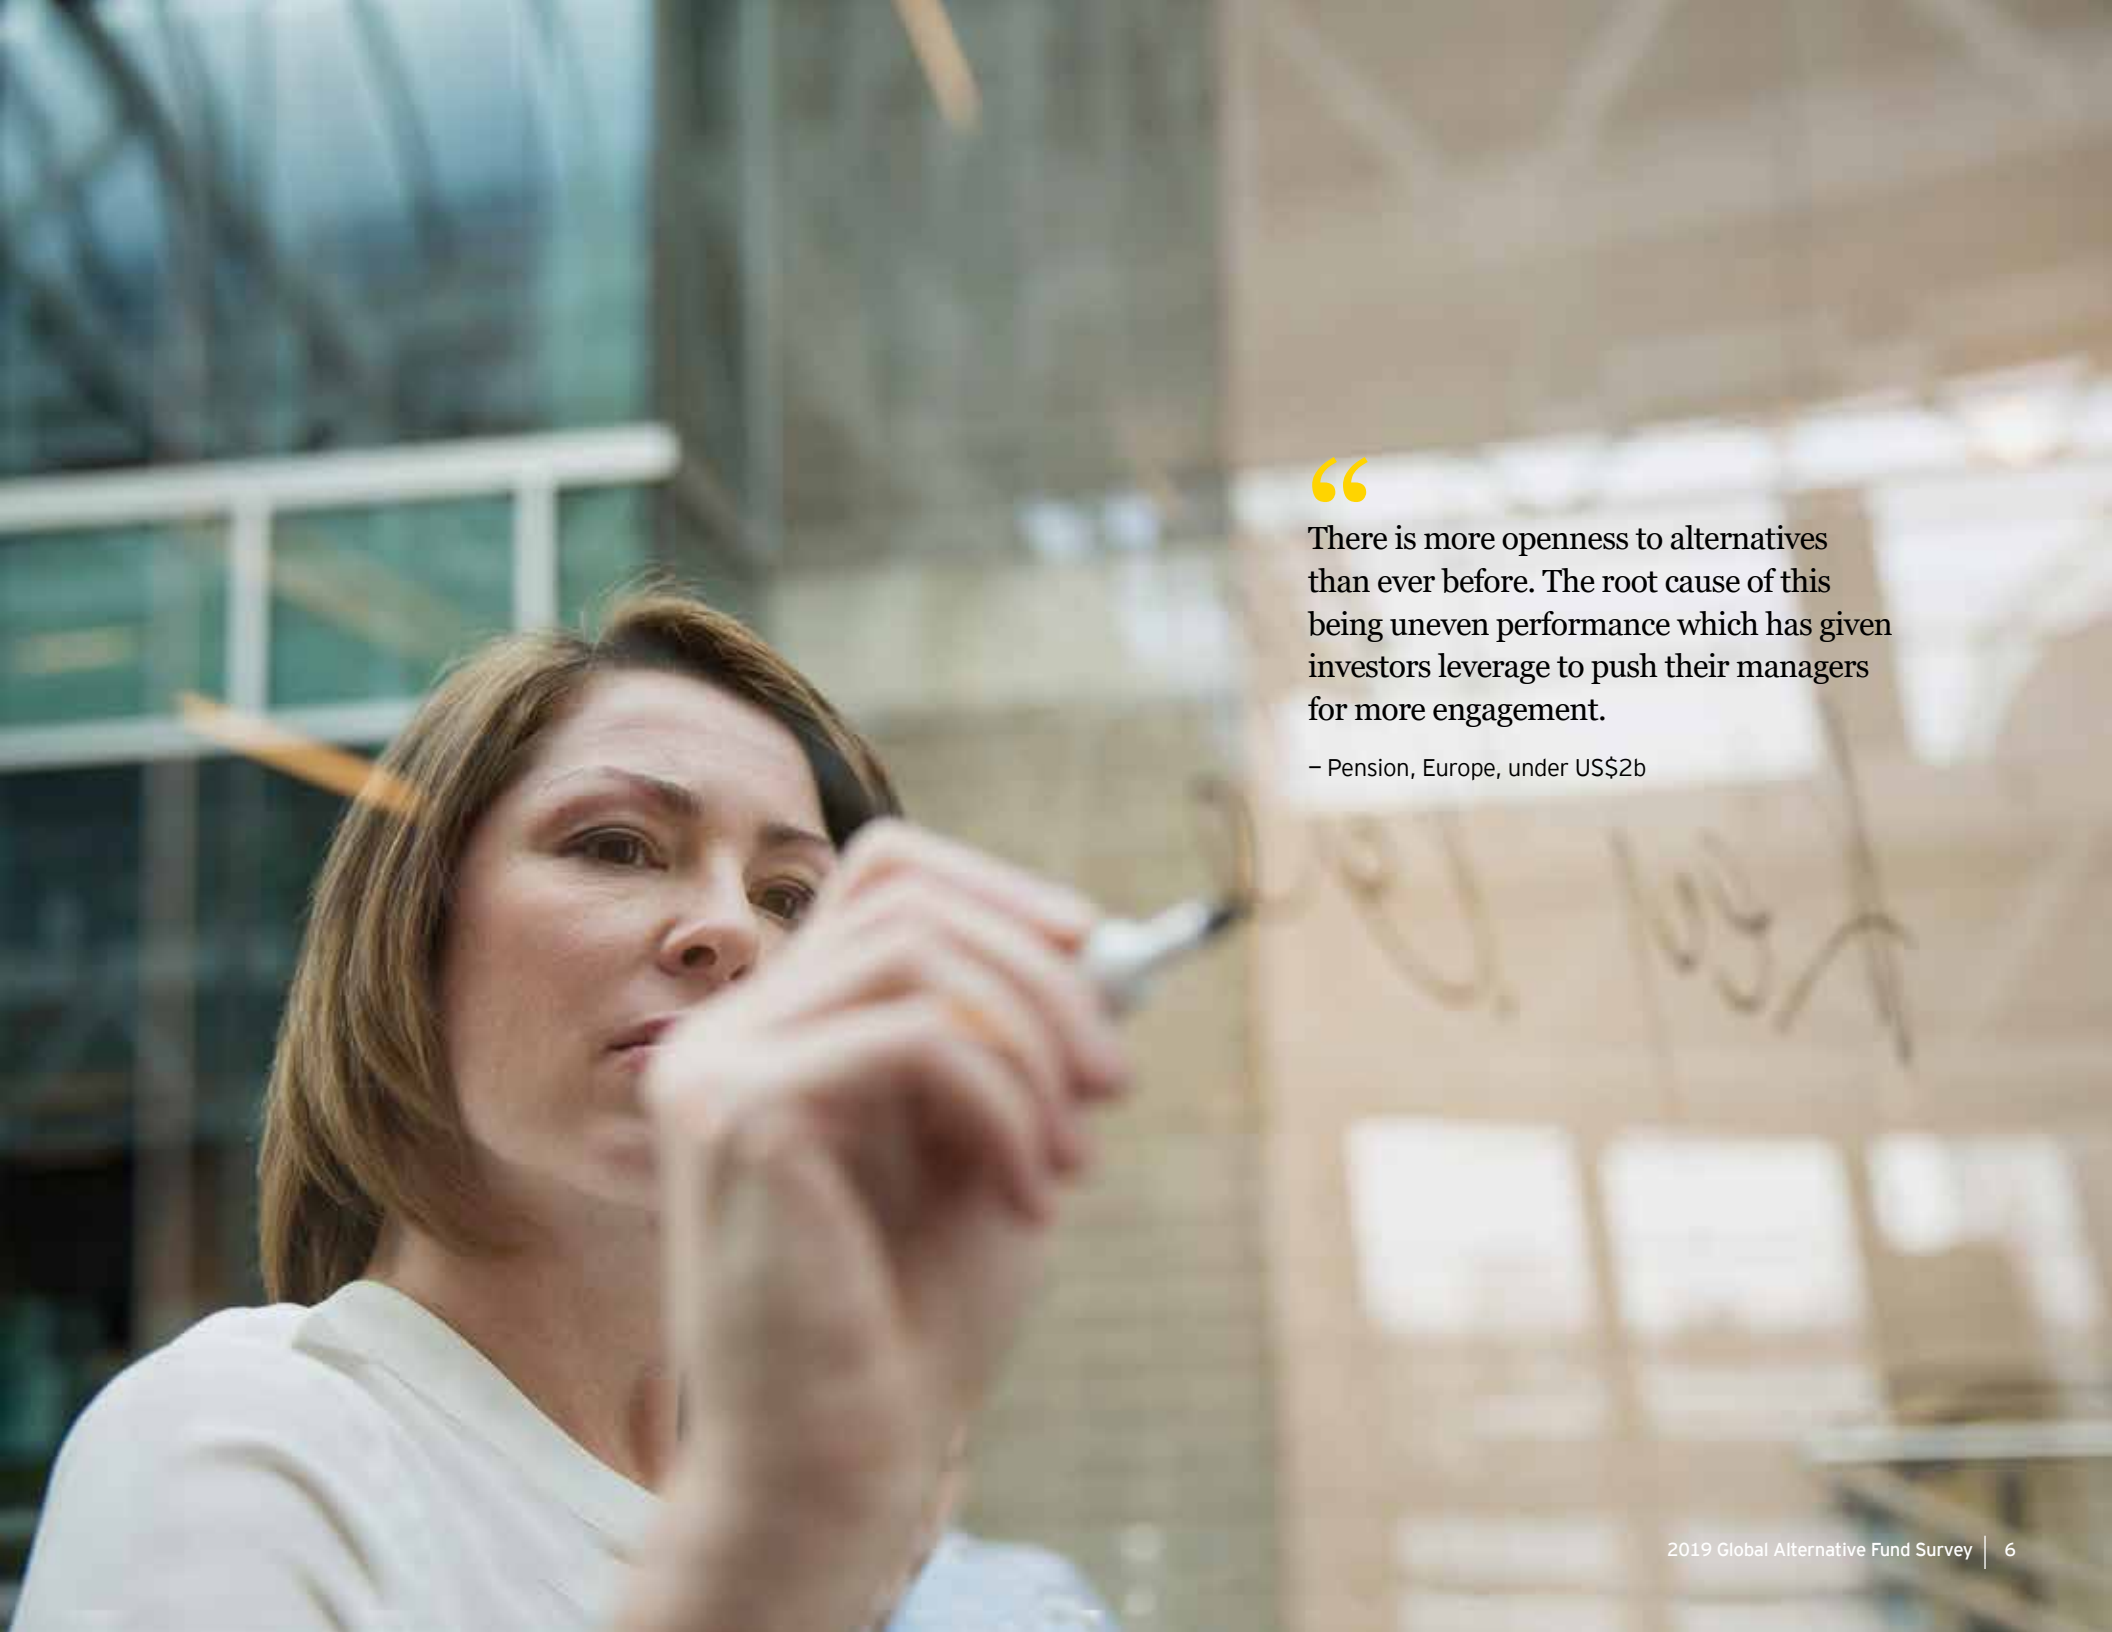 “
There is more openness to alternatives
than ever before. The root cause of this
being uneven performance which has given
investors leverage to push their managers
for more engagement.
– Pension, Europe, under US$2b
2019 Global Alternative Fund Survey | 6